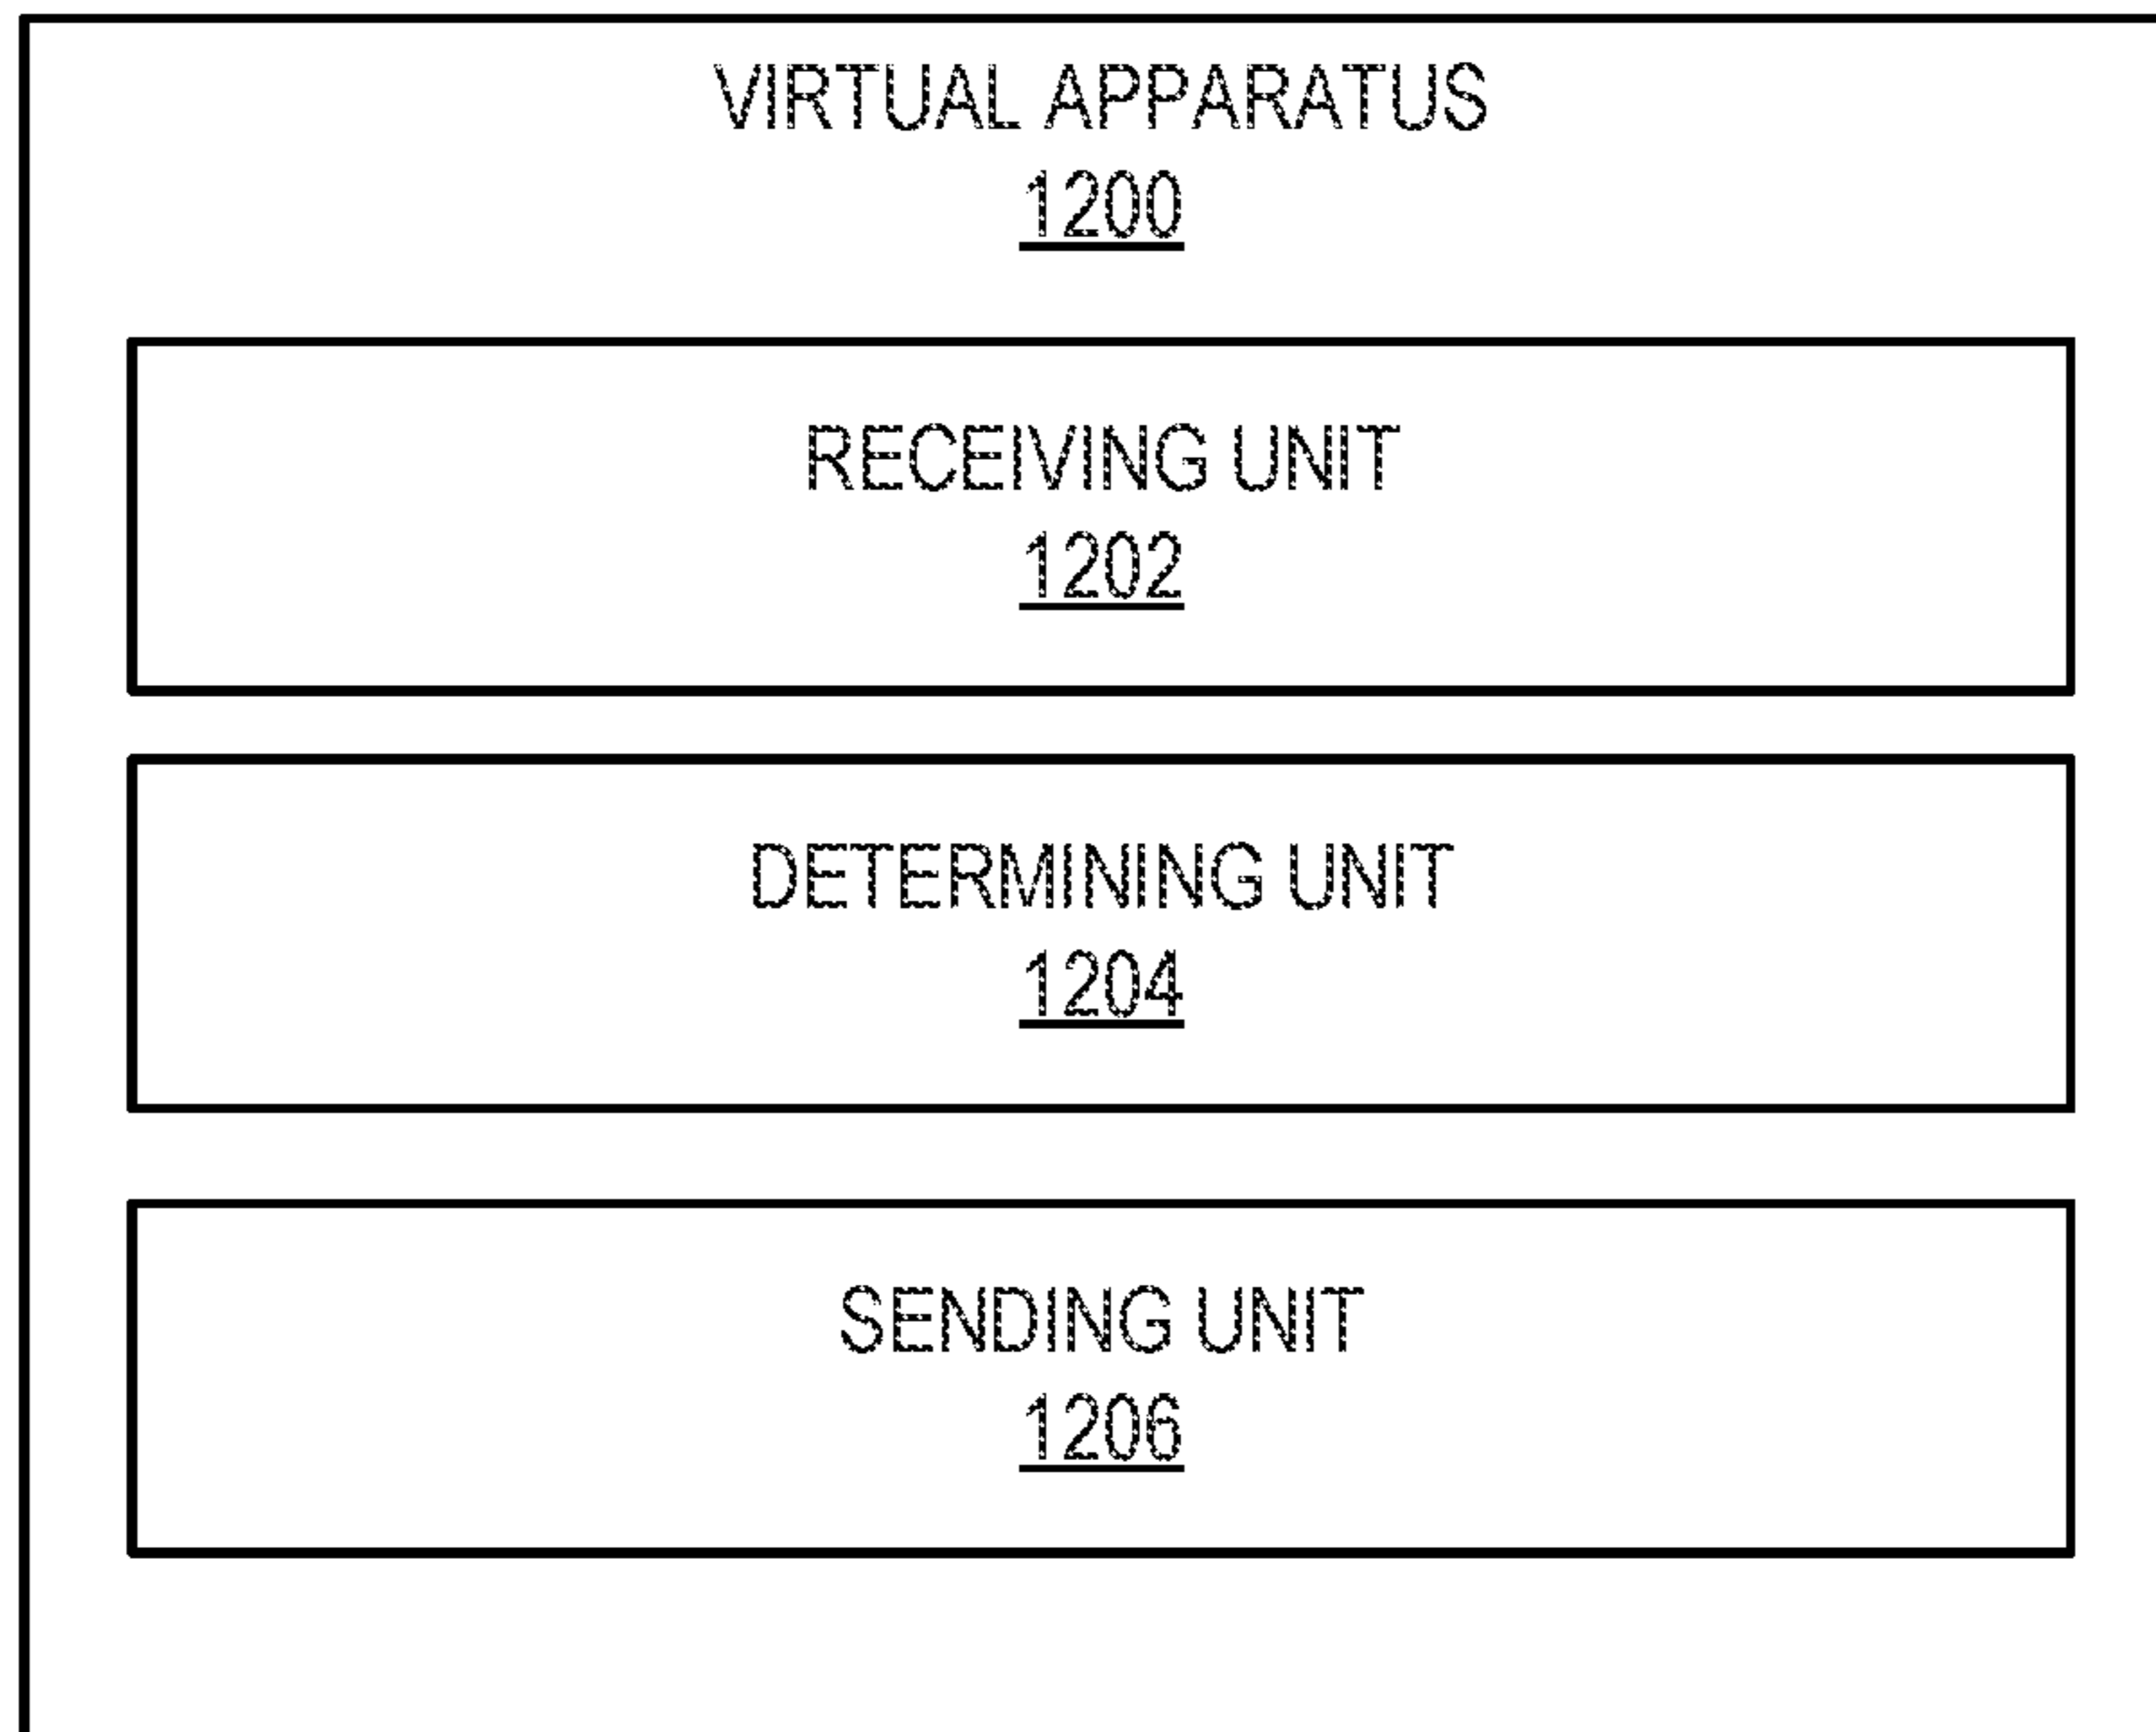 VIRTUAL APPARATUS
1200
RECEIVING UNIT
1202
DETERMINING UNIT
1204
SENDING UNIT
1206